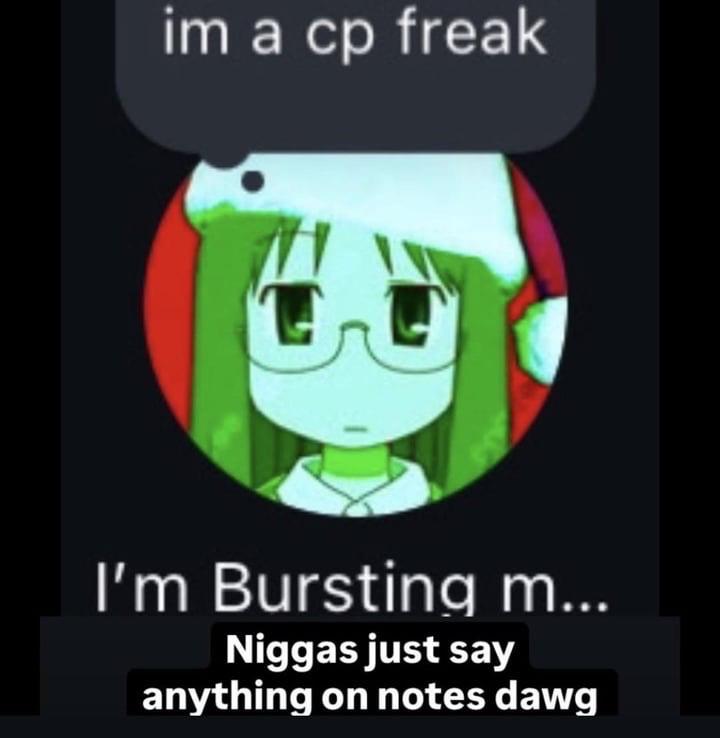 im a cp freak
I'm Bursting m...
Niggas just say
anything on notes dawg